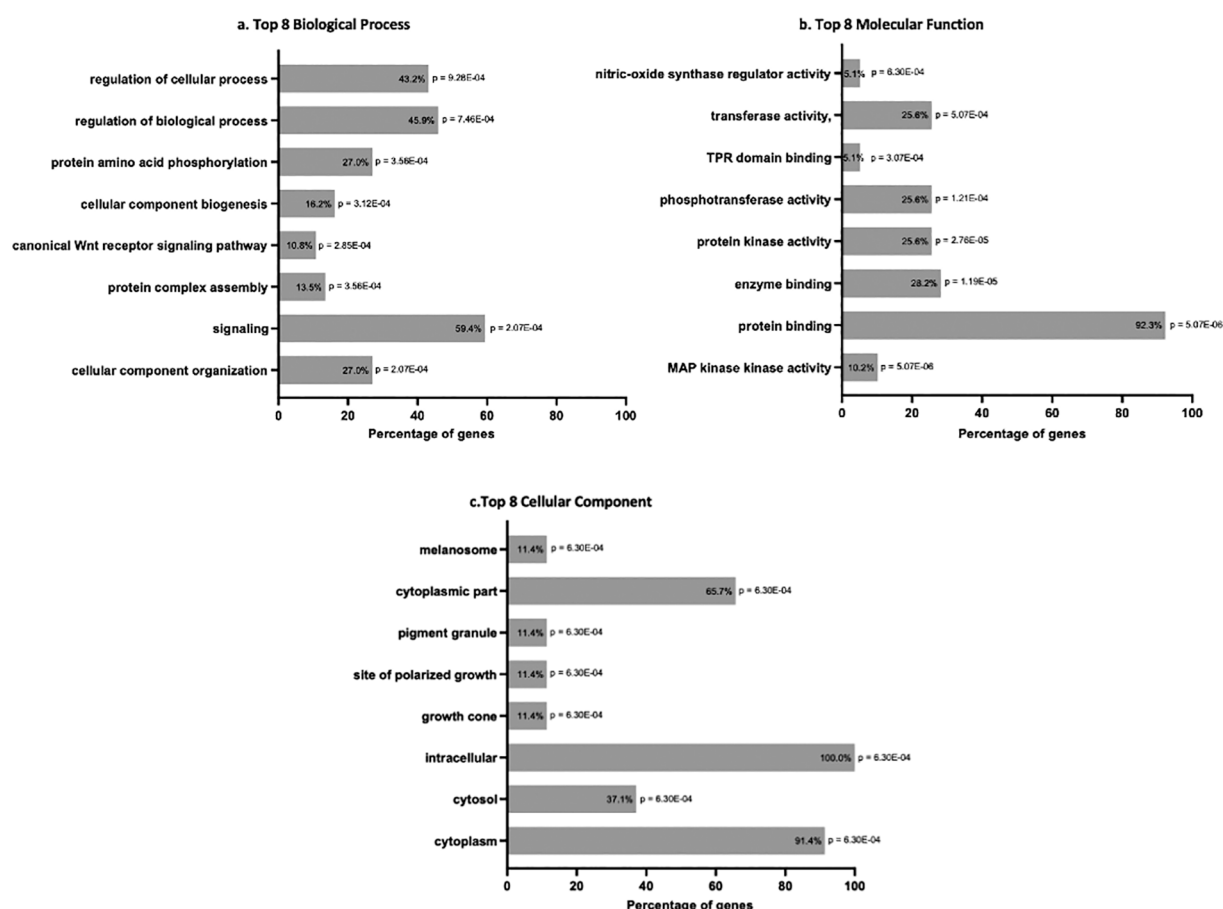 a. Top 8 Biological Process
regulation of cellular process 43.2% p = 9.28E-04
regulation of biological process 45.9% p = 7.46E-04
protein amino acid phosphorylation 27.0% p = 3.56E-04
cellular component biogenesis 16.2% p = 3.12E-04
canonical Wnt receptor signaling pathway 10.8% p = 2.85E-04
protein complex assembly 13.5% p = 3.56E-04
signaling 59.4% p = 2.07E-04
cellular component organization 27.0% p = 2.07E-04
0 20 40 60 80 100
Percentage of genes
b. Top 8 Molecular Function
nitric-oxide synthase regulator activity 5.1% p = 6.30E-04
transferase activity, 25.6% p = 5.07E-04
TPR domain binding 5.1% p = 3.07E-04
phosphotransferase activity 25.6% p = 1.21E-04
protein kinase activity 25.6% p = 2.76E-05
enzyme binding 28.2% p = 1.19E-05
protein binding 92.3% p = 5.07E-06
MAP kinase kinase activity 10.2% p = 5.07E-06
0 20 40 60 80 100
Percentage of genes
c.Top 8 Cellular Component
melanosome 11.4% p = 6.30E-04
cytoplasmic part 65.7% p = 6.30E-04
pigment granule 11.4% p = 6.30E-04
site of polarized growth 11.4% p = 6.30E-04
growth cone 11.4% p = 6.30E-04
intracellular 100.0% p = 6.30E-04
cytosol 37.1% p = 6.30E-04
cytoplasm 91.4% p = 6.30E-04
0 20 40 60 80 100
Percentage of genes